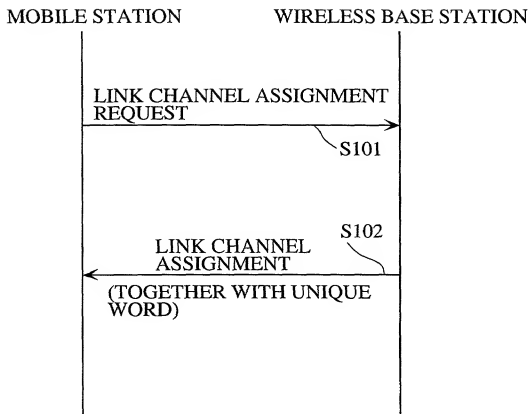 MOBILE STATION
WIRELESS BASE STATION
LINK CHANNEL ASSIGNMENT
REQUEST
S101
S102
LINK CHANNEL
ASSIGNMENT
(TOGETHER WITH UNIQUE
WORD)